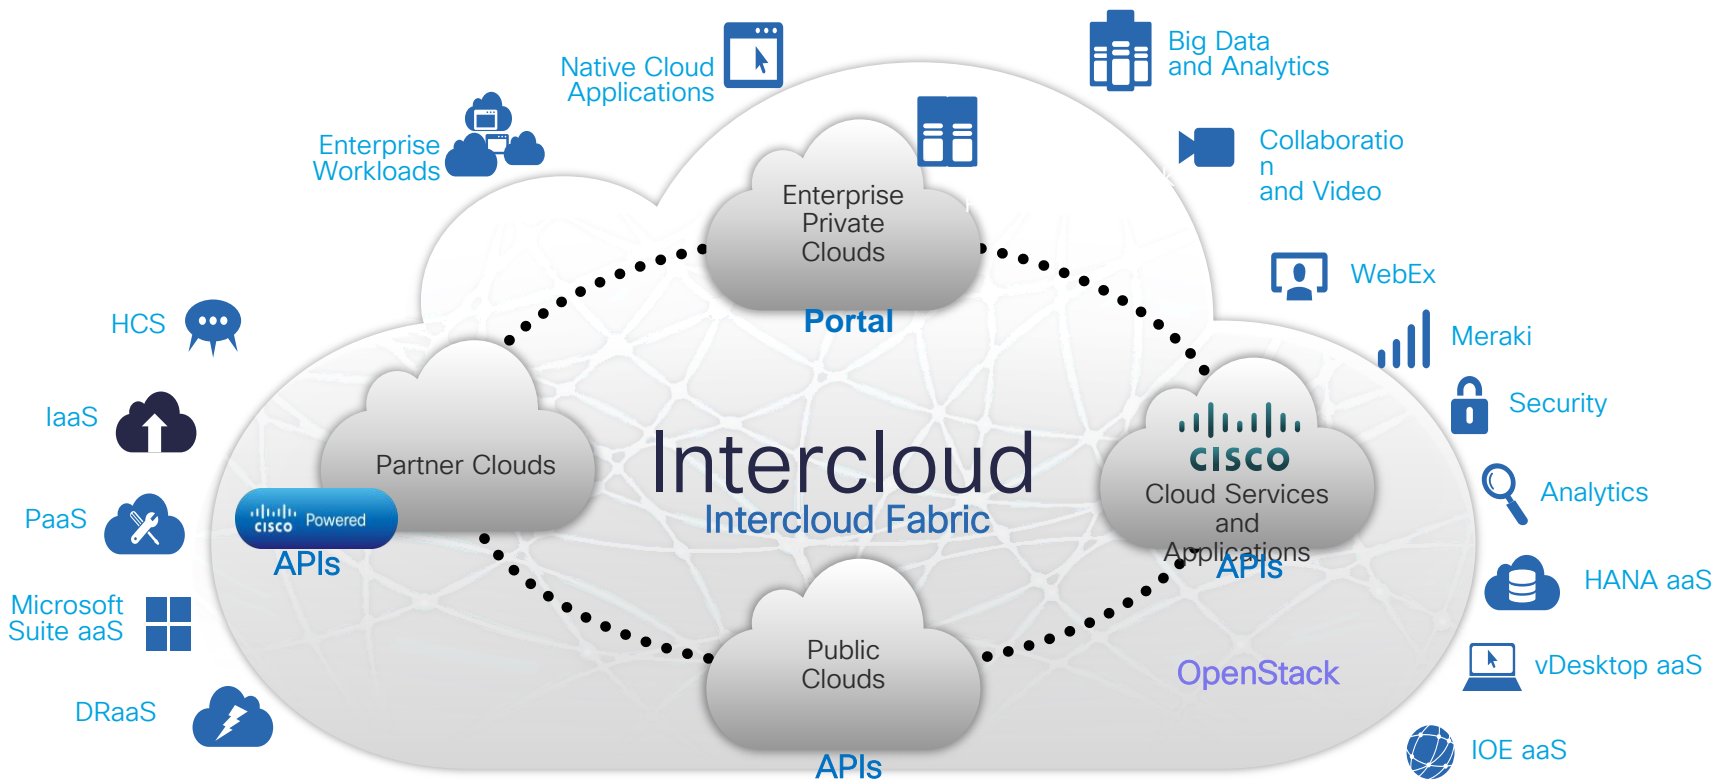 Native Cloud
Applications
Big Data
and Analytics
Enterprise
Workloads
Collaboratio
n
and Video
Enterprise
Private
Clouds
Portal
WebEx
HCS
Meraki
IaaS
Security
Partner Clouds
Intercloud
Intercloud Fabric
CISCO
Cloud Services
and
Applications
APIs
Analytics
PaaS
CISCO Powered
APIs
HANA aaS
Microsoft
Suite aaS
Public
Clouds
APIs
OpenStack
vDesktop aaS
DRaaS
IOE aaS